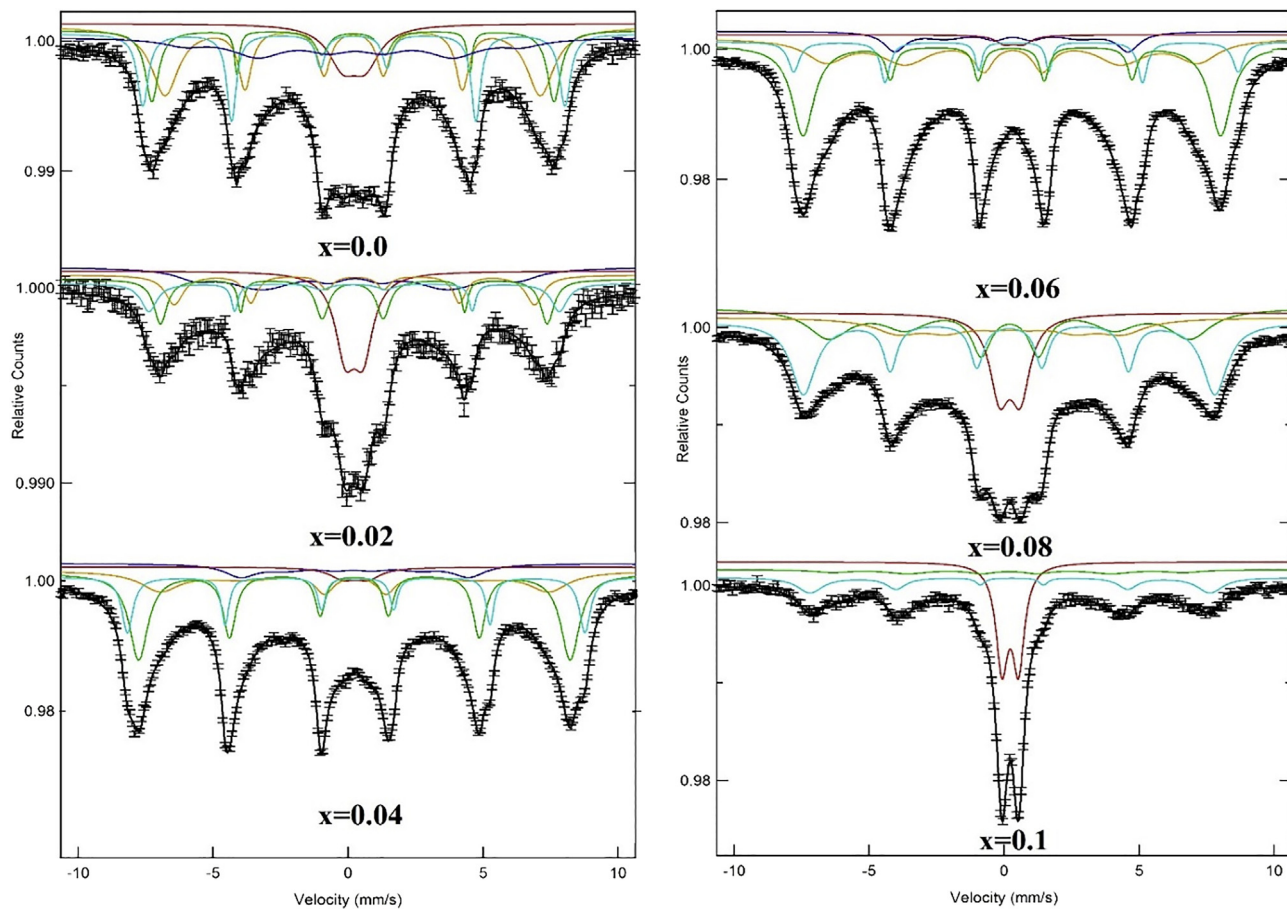 1.00
0.99
x=0.0
1.000
Relative Counts
0.990
x=0.02
1.00
0.98
x=0.04
-10 -5 0 5 10
Velocity (mm/s)
1.00
0.98
x=0.06
1.00
Relative Counts
0.98
x=0.08
1.00
0.98
x=0.1
-10 -5 0 5 10
Velocity (mm/s)